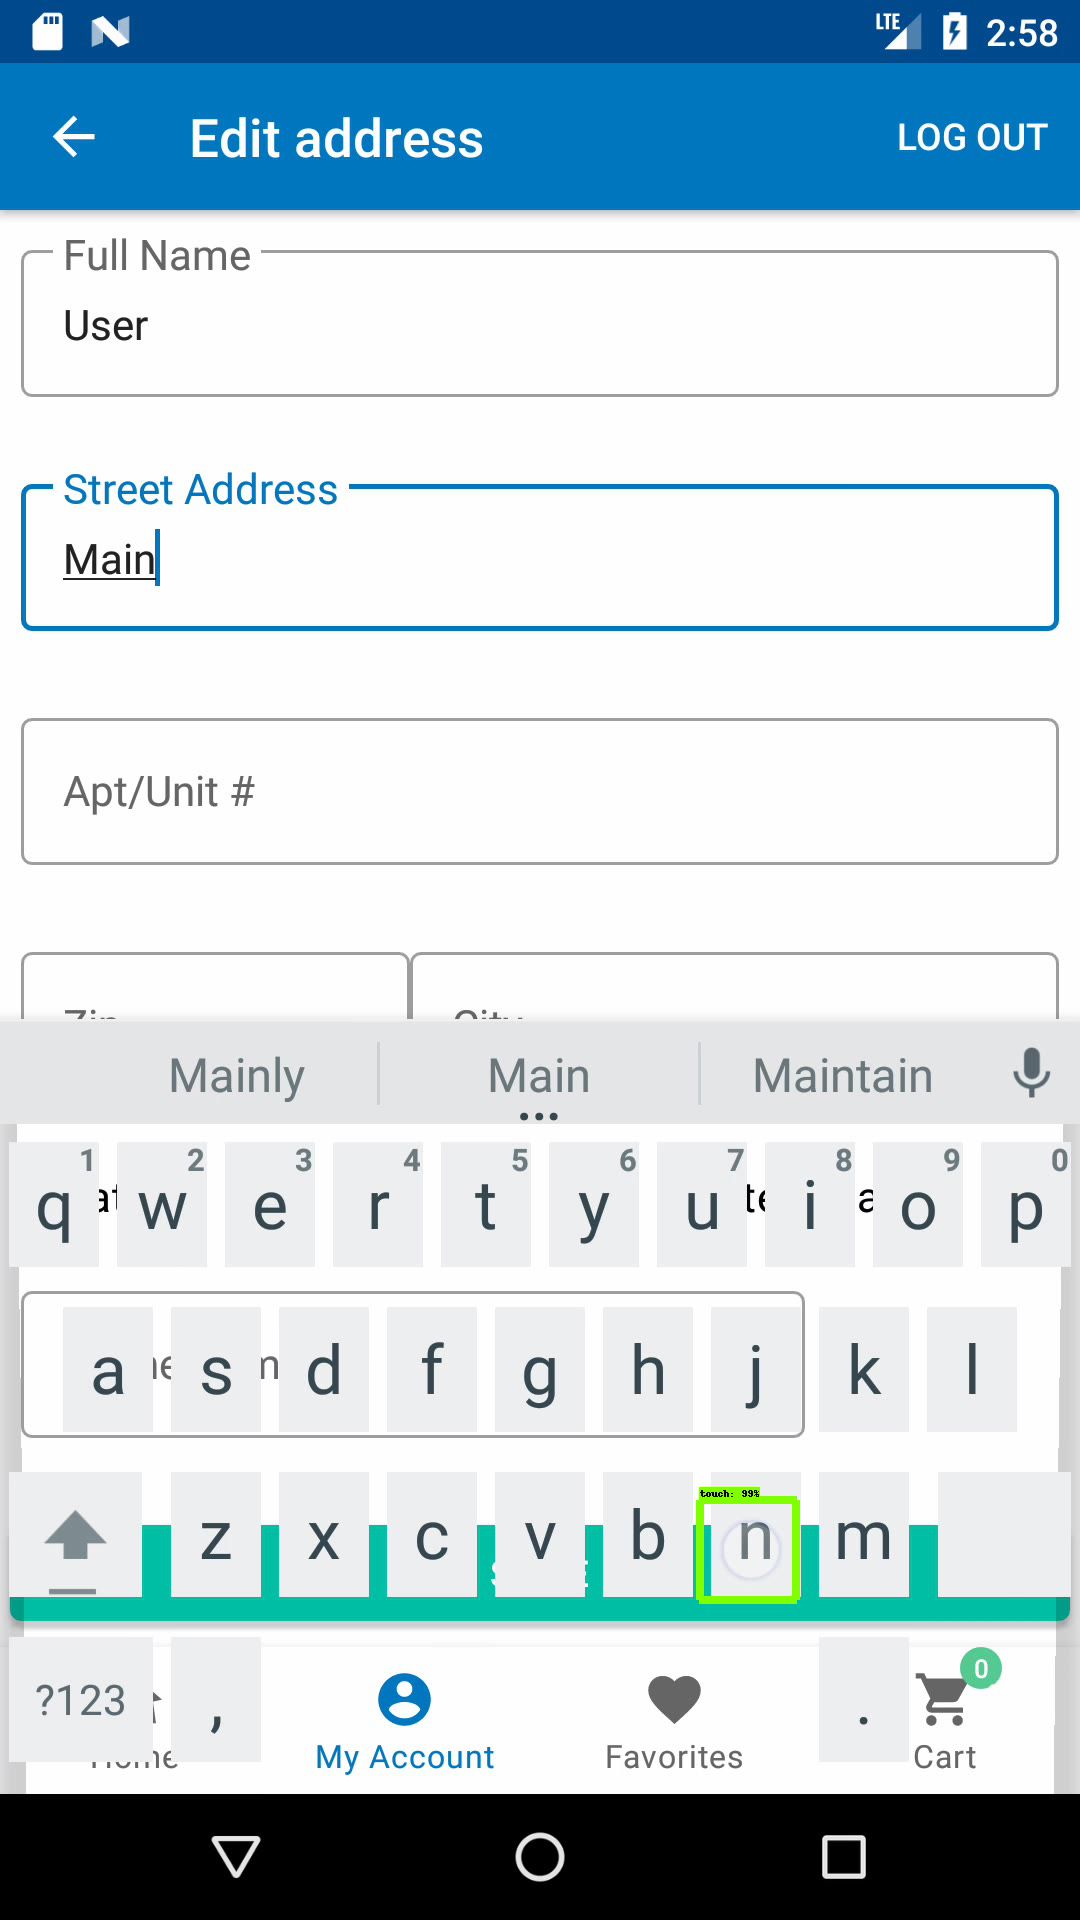 LTE 2:58
Edit address LOG OUT
Full Name
User
Street Address
Main
Apt/Unit #
Zip City
Mainly Main Maintain
1 2 3 4 5 6 7 8 9 0
q w e r t y u i o p
a s d f g h j k l
touch: 99%
z x c v b n m
?123 , .
0
Home My Account Favorites Cart